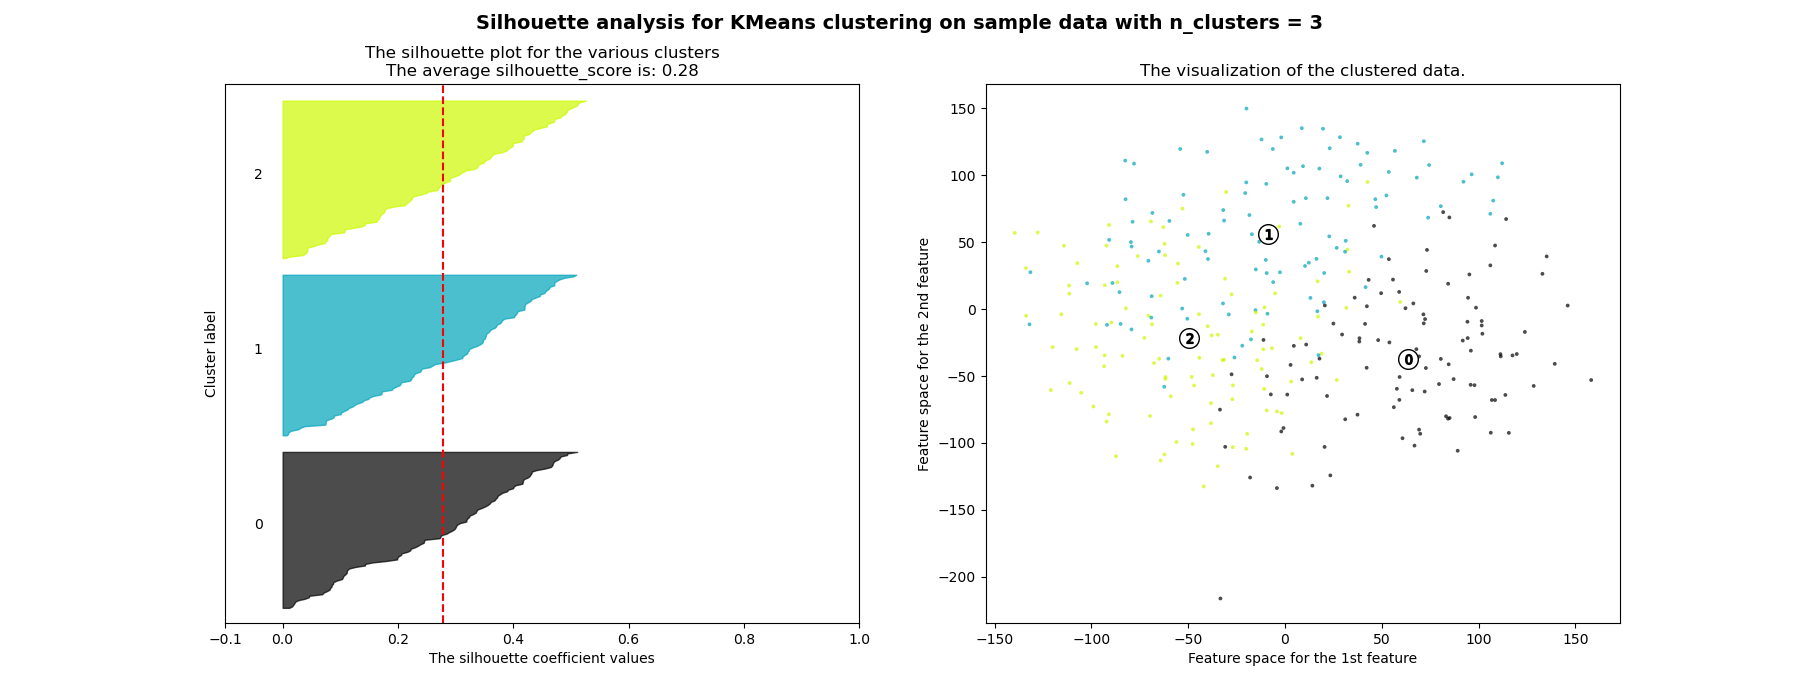 Silhouette analysis for KMeans clustering on sample data with n_clusters = 3
The silhouette plot for the various clusters
The average silhouette_score is: 0.28
2
1
0
Cluster label
−0.1 0.0 0.2 0.4 0.6 0.8 1.0
The silhouette coefficient values
The visualization of the clustered data.
150
100
50
0
−50
−100
−150
−200
Feature space for the 2nd feature
1
2
0
−150 −100 −50 0 50 100 150
Feature space for the 1st feature